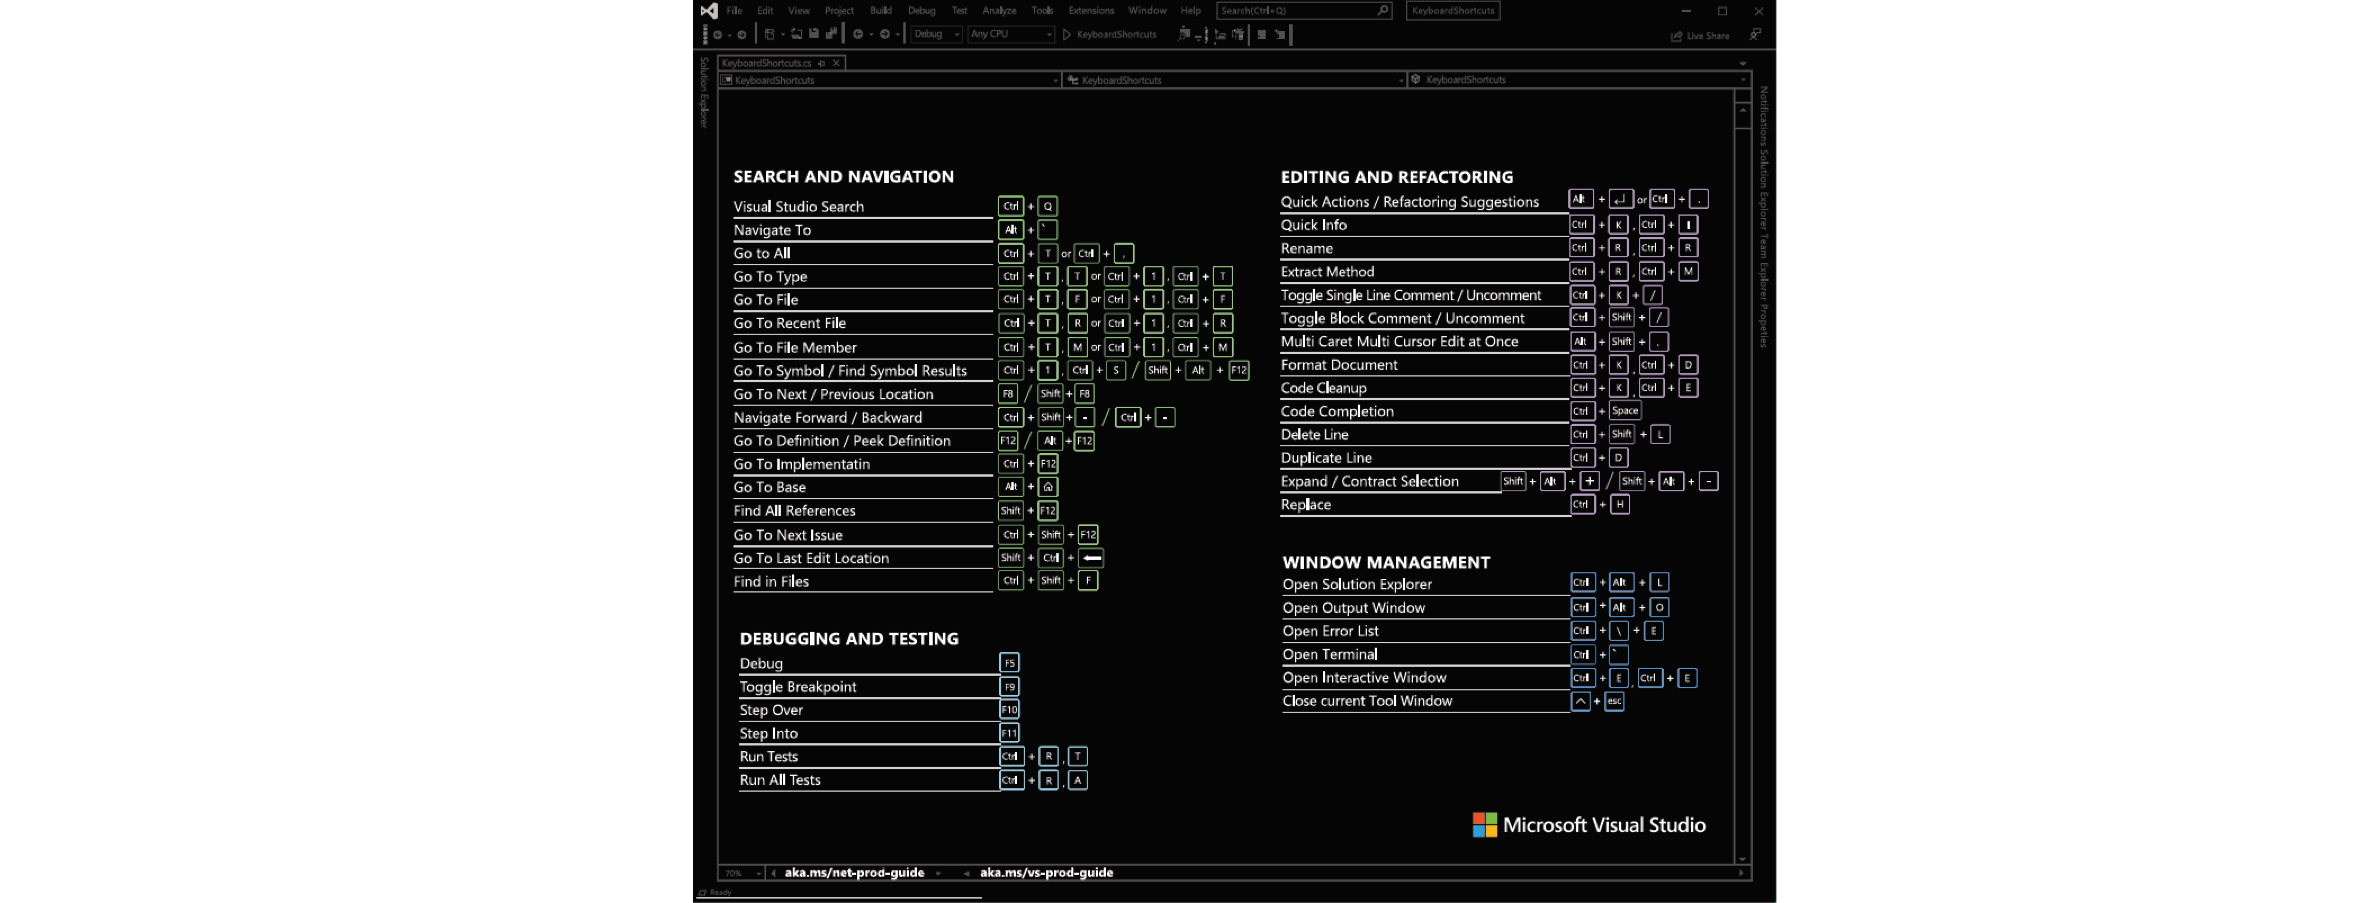 File Edit View Project Build Debug Test Analyze Tools Extensions Window Help Search(Ctrl+Q) KeyboardShortcuts
Debug Any CPU KeyboardShortcuts Live Share
Solution Explorer
KeyboardShortcuts.cs
KeyboardShortcuts KeyboardShortcuts KeyboardShortcuts
Notifications Solution Explorer Team Explorer Propeties
SEARCH AND NAVIGATION
Visual Studio Search Ctrl + Q
Navigate To Alt + `
Go to All Ctrl + T or Ctrl + ,
Go To Type Ctrl + T , T or Ctrl + 1 , Ctrl + T
Go To File Ctrl + T , F or Ctrl + 1 , Ctrl + F
Go To Recent File Ctrl + T , R or Ctrl + 1 , Ctrl + R
Go To File Member Ctrl + T , M or Ctrl + 1 , Ctrl + M
Go To Symbol / Find Symbol Results Ctrl + 1 , Ctrl + S / Shift + Alt + F12
Go To Next / Previous Location F8 / Shift + F8
Navigate Forward / Backward Ctrl + Shift + - / Ctrl + -
Go To Definition / Peek Definition F12 / Alt + F12
Go To Implementatin Ctrl + F12
Go To Base Alt +
Find All References Shift + F12
Go To Next Issue Ctrl + Shift + F12
Go To Last Edit Location Shift + Ctrl + ←
Find in Files Ctrl + Shift + F
DEBUGGING AND TESTING
Debug F5
Toggle Breakpoint F9
Step Over F10
Step Into F11
Run Tests Ctrl + R , T
Run All Tests Ctrl + R , A
EDITING AND REFACTORING
Quick Actions / Refactoring Suggestions Alt + ↵ or Ctrl + .
Quick Info Ctrl + K , Ctrl + I
Rename Ctrl + R , Ctrl + R
Extract Method Ctrl + R , Ctrl + M
Toggle Single Line Comment / Uncomment Ctrl + K + /
Toggle Block Comment / Uncomment Ctrl + Shift + /
Multi Caret Multi Cursor Edit at Once Alt + Shift + .
Format Document Ctrl + K , Ctrl + D
Code Cleanup Ctrl + K , Ctrl + E
Code Completion Ctrl + Space
Delete Line Ctrl + Shift + L
Duplicate Line Ctrl + D
Expand / Contract Selection Shift + Alt + + / Shift + Alt + -
Replace Ctrl + H
WINDOW MANAGEMENT
Open Solution Explorer Ctrl + Alt + L
Open Output Window Ctrl + Alt + O
Open Error List Ctrl + \ + E
Open Terminal Ctrl + `
Open Interactive Window Ctrl + E , Ctrl + E
Close current Tool Window ^ + esc
Microsoft Visual Studio
70% aka.ms/net-prod-guide aka.ms/vs-prod-guide
Ready